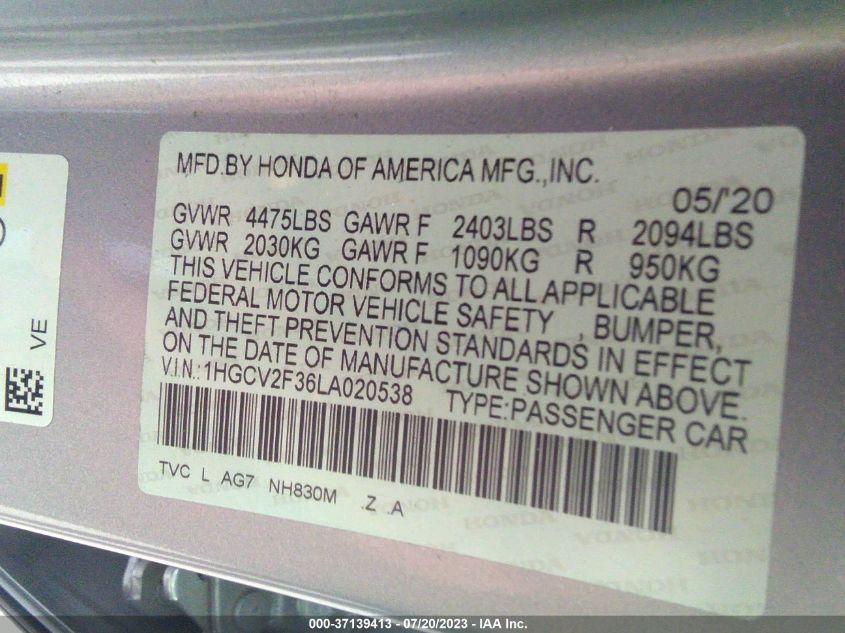 MFD.BY HONDA OF AMERICA MFG.,INC.
05/'20
GVWR 4475LBS GAWR F 2403LBS R 2094LBS
GVWR 2030KG GAWR F 1090KG R 950KG
THIS VEHICLE CONFORMS TO ALL APPLICABLE
FEDERAL MOTOR VEHICLE SAFETY , BUMPER,
AND THEFT PREVENTION STANDARDS IN EFFECT
ON THE DATE OF MANUFACTURE SHOWN ABOVE.
V.I.N.:1HGCV2F36LA020538 TYPE:PASSENGER CAR
TVC L AG7 NH830M .Z .A
VE
000-37139413 - 07/20/2023 - IAA Inc.